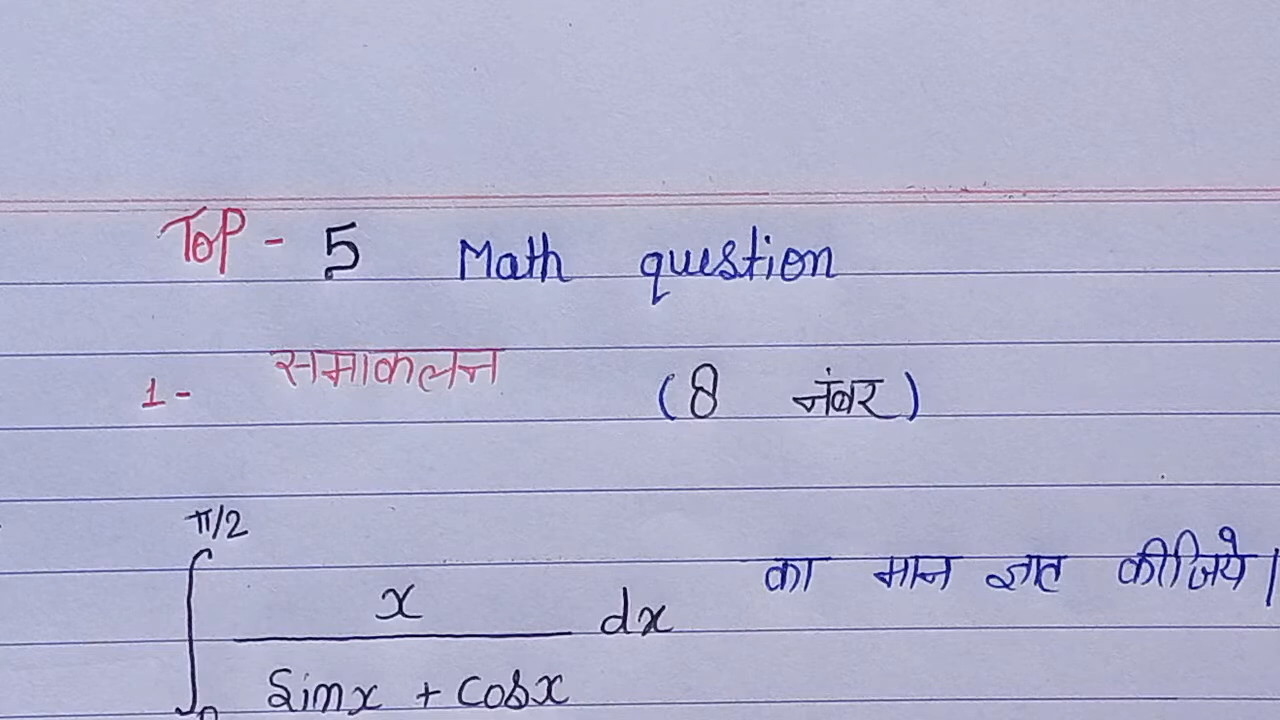 TOP - 5 Math question
1- समाकलन (8 नंबर)
π/2
∫ x dx का मान ज्ञात कीजिये।
0 sinx + cosx